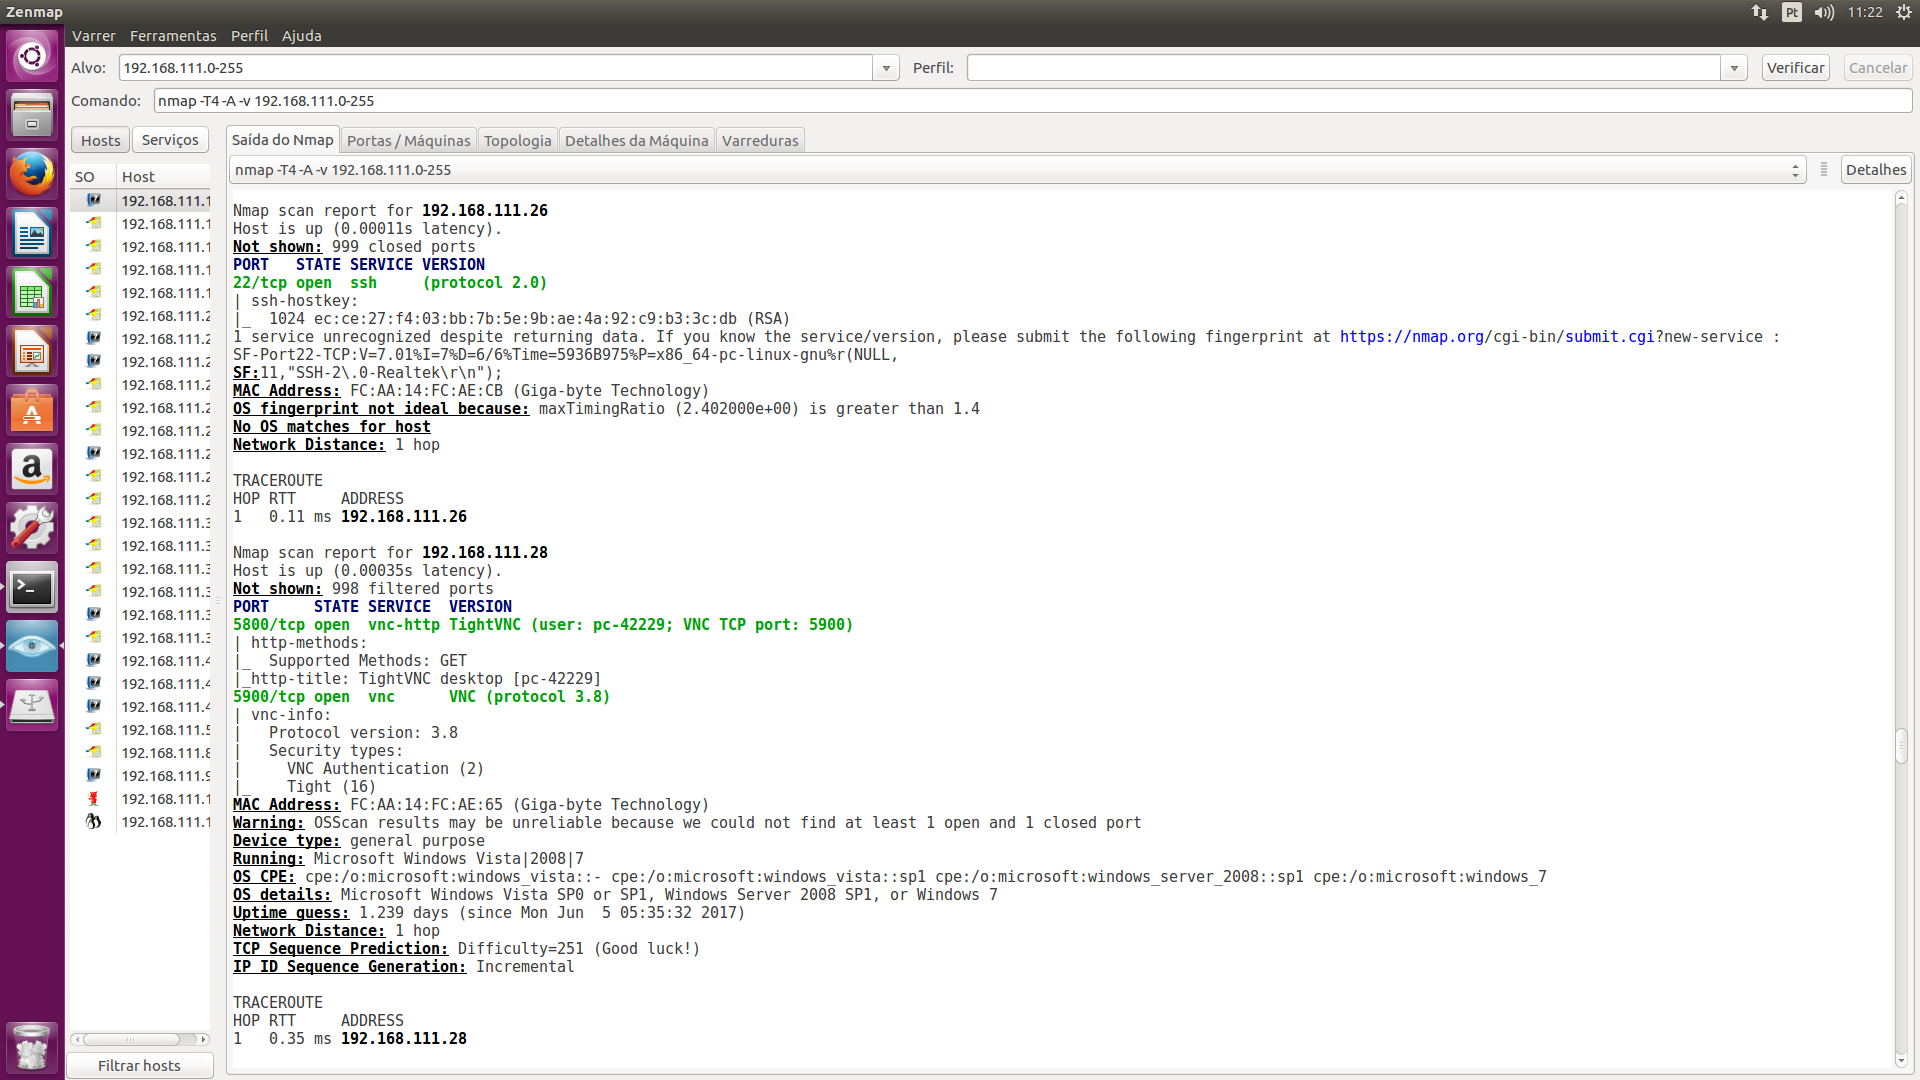 Zenmap
Pt
11:22
Varrer Ferramentas Perfil Ajuda
Alvo: 192.168.111.0-255 Perfil: Verificar Cancelar
Comando: nmap -T4 -A -v 192.168.111.0-255
Hosts Serviços
Saída do Nmap Portas / Máquinas Topologia Detalhes da Máquina Varreduras
nmap -T4 -A -v 192.168.111.0-255 Detalhes
SO Host
192.168.111.1
192.168.111.1
192.168.111.1
192.168.111.1
192.168.111.1
192.168.111.2
192.168.111.2
192.168.111.2
192.168.111.2
192.168.111.2
192.168.111.2
192.168.111.2
192.168.111.2
192.168.111.2
192.168.111.3
192.168.111.3
192.168.111.3
192.168.111.3
192.168.111.3
192.168.111.3
192.168.111.4
192.168.111.4
192.168.111.4
192.168.111.5
192.168.111.8
192.168.111.9
192.168.111.1
192.168.111.1
Filtrar hosts
Nmap scan report for 192.168.111.26
Host is up (0.00011s latency).
Not shown: 999 closed ports
PORT   STATE SERVICE VERSION
22/tcp open  ssh     (protocol 2.0)
| ssh-hostkey:
|_  1024 ec:ce:27:f4:03:bb:7b:5e:9b:ae:4a:92:c9:b3:3c:db (RSA)
1 service unrecognized despite returning data. If you know the service/version, please submit the following fingerprint at https://nmap.org/cgi-bin/submit.cgi?new-service :
SF-Port22-TCP:V=7.01%I=7%D=6/6%Time=5936B975%P=x86_64-pc-linux-gnu%r(NULL,
SF:11,"SSH-2\.0-Realtek\r\n");
MAC Address: FC:AA:14:FC:AE:CB (Giga-byte Technology)
OS fingerprint not ideal because: maxTimingRatio (2.402000e+00) is greater than 1.4
No OS matches for host
Network Distance: 1 hop
TRACEROUTE
HOP RTT     ADDRESS
1   0.11 ms 192.168.111.26
Nmap scan report for 192.168.111.28
Host is up (0.00035s latency).
Not shown: 998 filtered ports
PORT     STATE SERVICE  VERSION
5800/tcp open  vnc-http TightVNC (user: pc-42229; VNC TCP port: 5900)
| http-methods:
|_  Supported Methods: GET
|_http-title: TightVNC desktop [pc-42229]
5900/tcp open  vnc      VNC (protocol 3.8)
| vnc-info:
|   Protocol version: 3.8
|   Security types:
|     VNC Authentication (2)
|_    Tight (16)
MAC Address: FC:AA:14:FC:AE:65 (Giga-byte Technology)
Warning: OSScan results may be unreliable because we could not find at least 1 open and 1 closed port
Device type: general purpose
Running: Microsoft Windows Vista|2008|7
OS CPE: cpe:/o:microsoft:windows_vista::- cpe:/o:microsoft:windows_vista::sp1 cpe:/o:microsoft:windows_server_2008::sp1 cpe:/o:microsoft:windows_7
OS details: Microsoft Windows Vista SP0 or SP1, Windows Server 2008 SP1, or Windows 7
Uptime guess: 1.239 days (since Mon Jun  5 05:35:32 2017)
Network Distance: 1 hop
TCP Sequence Prediction: Difficulty=251 (Good luck!)
IP ID Sequence Generation: Incremental
TRACEROUTE
HOP RTT     ADDRESS
1   0.35 ms 192.168.111.28